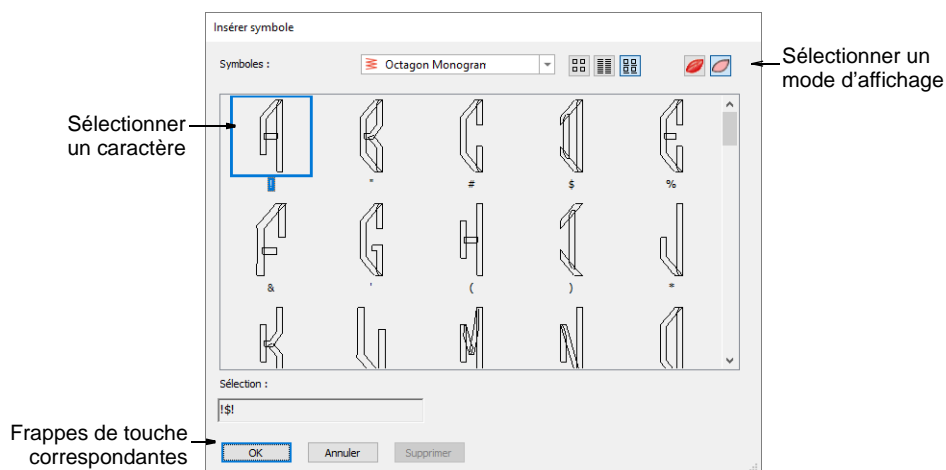 Insérer symbole
Symboles :
Octagon Monogran
Sélectionner un
mode d'affichage
Sélectionner
un caractère
! " # $ %
& ' ( ) *
Sélection :
!$!
Frappes de touche
correspondantes
OK Annuler Supprimer